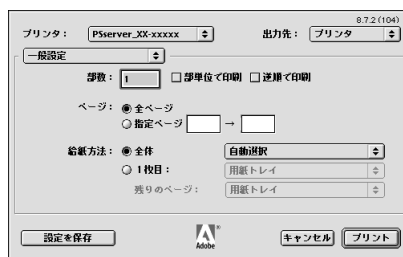 8.7.2 (104)
プリンタ： PSserver_XX-xxxxx 出力先： プリンタ
一般設定
部数： 1 部単位で印刷 逆順で印刷
ページ： 全ページ
指定ページ →
給紙方法： 全体 自動選択
1枚目： 用紙トレイ
残りのページ： 用紙トレイ
設定を保存 Adobe ® キャンセル プリント